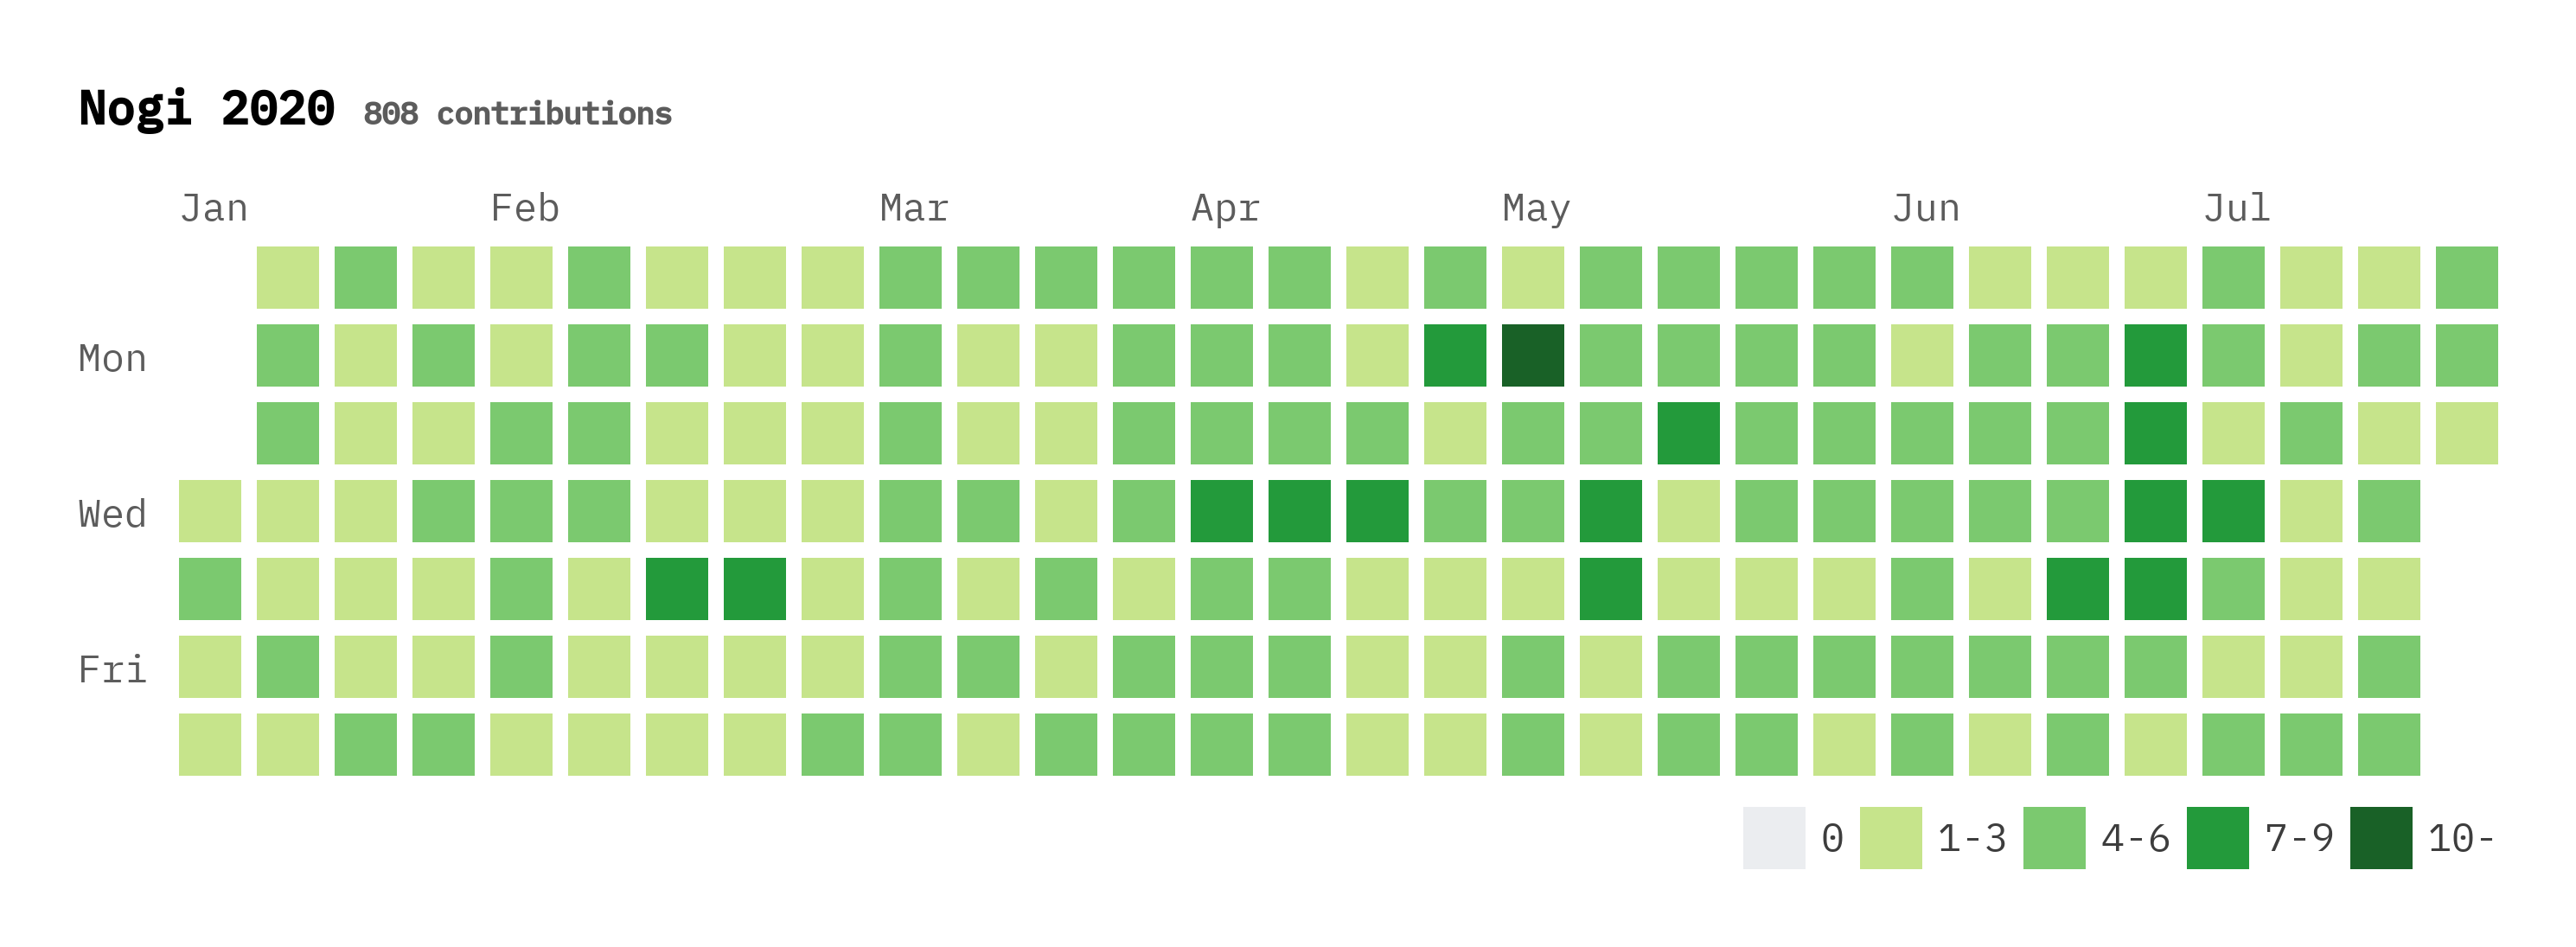 Nogi 2020 808 contributions
Jan Feb Mar Apr May Jun Jul
Mon
Wed
Fri
0 1-3 4-6 7-9 10-